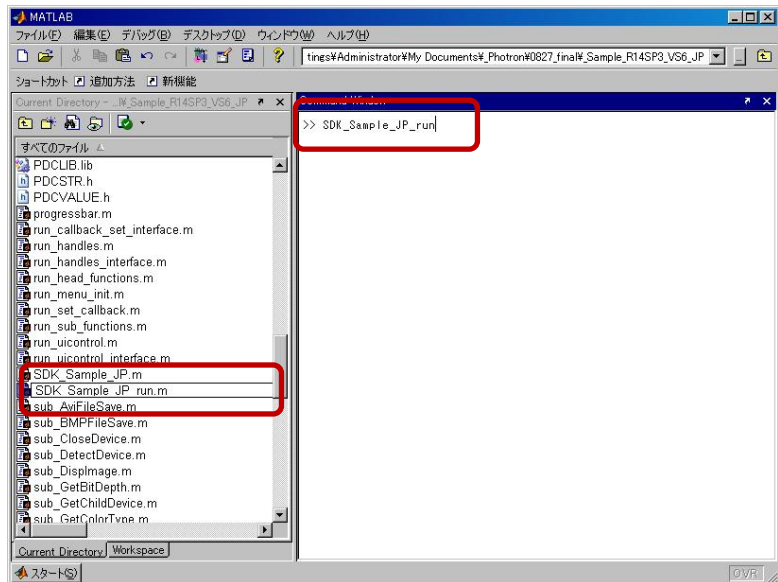 MATLAB
ファイル(F) 編集(E) デバッグ(B) デスクトップ(D) ウィンドウ(W) ヘルプ(H)
tings¥Administrator¥My Documents¥_Photron¥0827_final¥_Sample_R14SP3_VS6_JP
ショートカット 追加方法 新機能
Current Directory - ...¥_Sample_R14SP3_VS6_JP
Command Window
>> SDK_Sample_JP_run
すべてのファイル
PDCLIB.lib
PDCSTR.h
PDCVALUE.h
progressbar.m
run_callback_set_interface.m
run_handles.m
run_handles_interface.m
run_head_functions.m
run_menu_init.m
run_set_callback.m
run_sub_functions.m
run_uicontrol.m
run_uicontrol_interface.m
SDK_Sample_JP.m
SDK_Sample_JP_run.m
sub_AviFileSave.m
sub_BMPFileSave.m
sub_CloseDevice.m
sub_DetectDevice.m
sub_DispImage.m
sub_GetBitDepth.m
sub_GetChildDevice.m
sub_GetColorType.m
Current Directory Workspace
スタート(S)
OVR